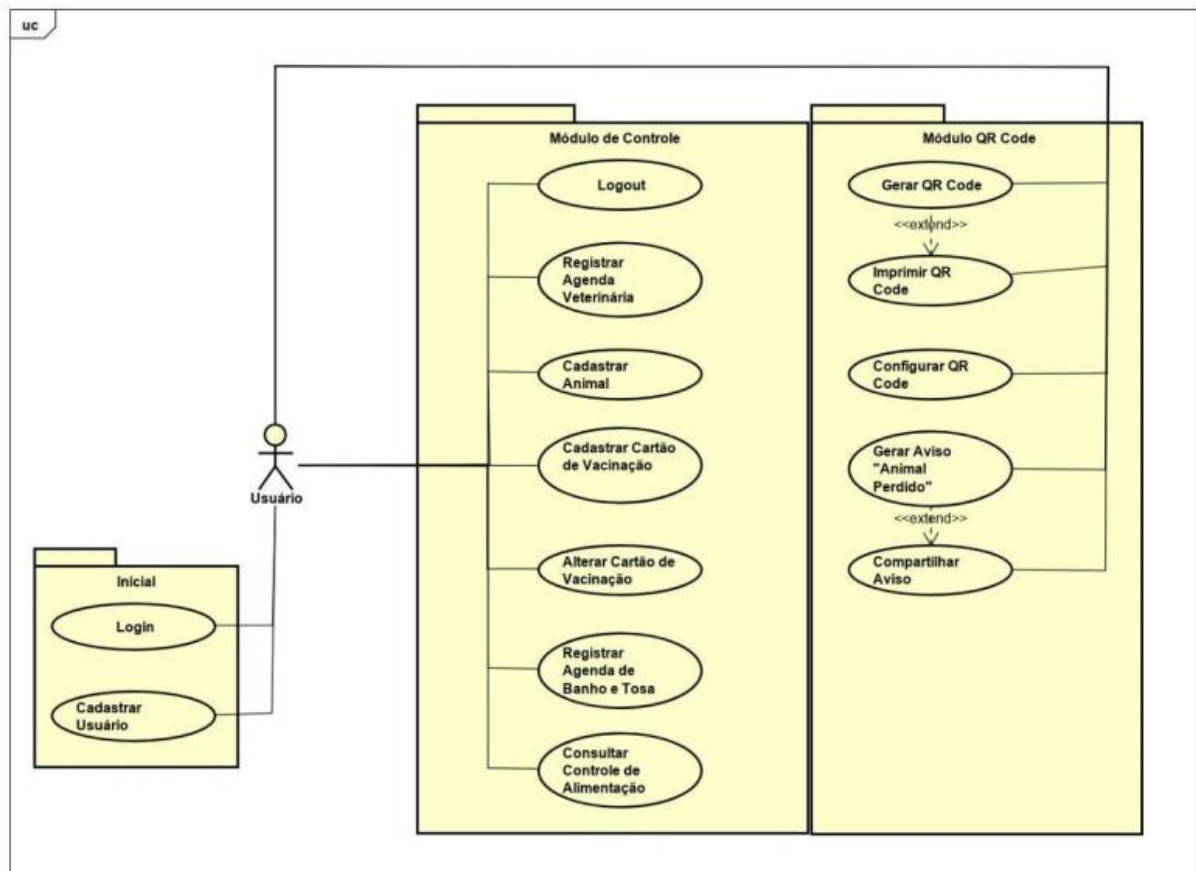 uc
Módulo de Controle
Logout
Registrar
Agenda
Veterinária
Cadastrar
Animal
Cadastrar Cartão
de Vacinação
Alterar Cartão de
Vacinação
Registrar
Agenda de
Banho e Tosa
Consultar
Controle de
Alimentação
Módulo QR Code
Gerar QR Code
<<extend>>
Imprimir QR
Code
Configurar QR
Code
Gerar Aviso
"Animal
Perdido"
<<extend>>
Compartilhar
Aviso
Usuário
Inicial
Login
Cadastrar
Usuário